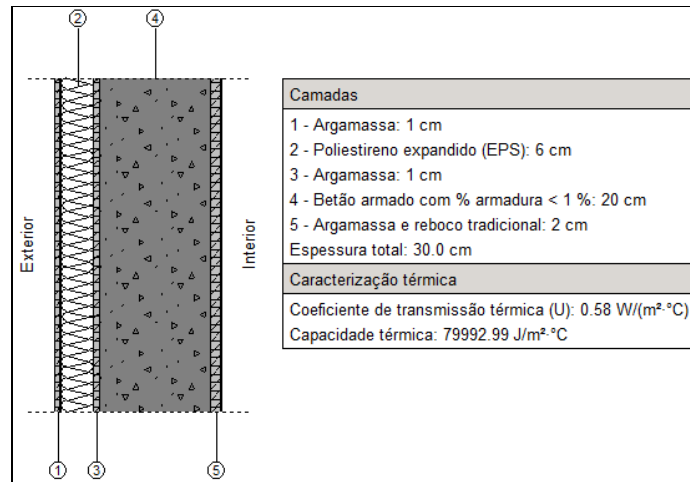 2
4
Exterior
Interior
1
3
5
Camadas
1 - Argamassa: 1 cm
2 - Poliestireno expandido (EPS): 6 cm
3 - Argamassa: 1 cm
4 - Betão armado com % armadura < 1 %: 20 cm
5 - Argamassa e reboco tradicional: 2 cm
Espessura total: 30.0 cm
Caracterização térmica
Coeficiente de transmissão térmica (U): 0.58 W/(m²·°C)
Capacidade térmica: 79992.99 J/m²·°C